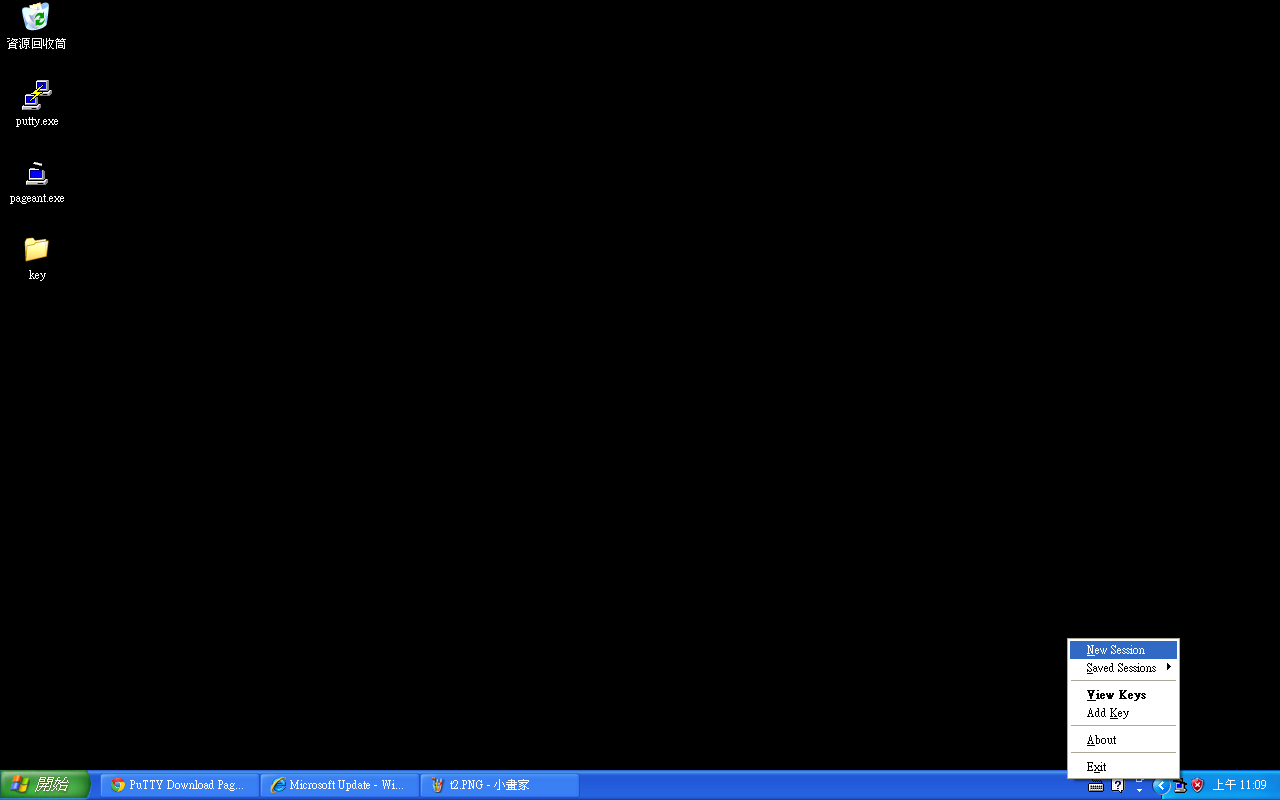 資源回收筒
putty.exe
pageant.exe
key
New Session
Saved Sessions
View Keys
Add Key
About
Exit
開始
PuTTY Download Pag...
Microsoft Update - Wi...
t2.PNG - 小畫家
上午 11:09